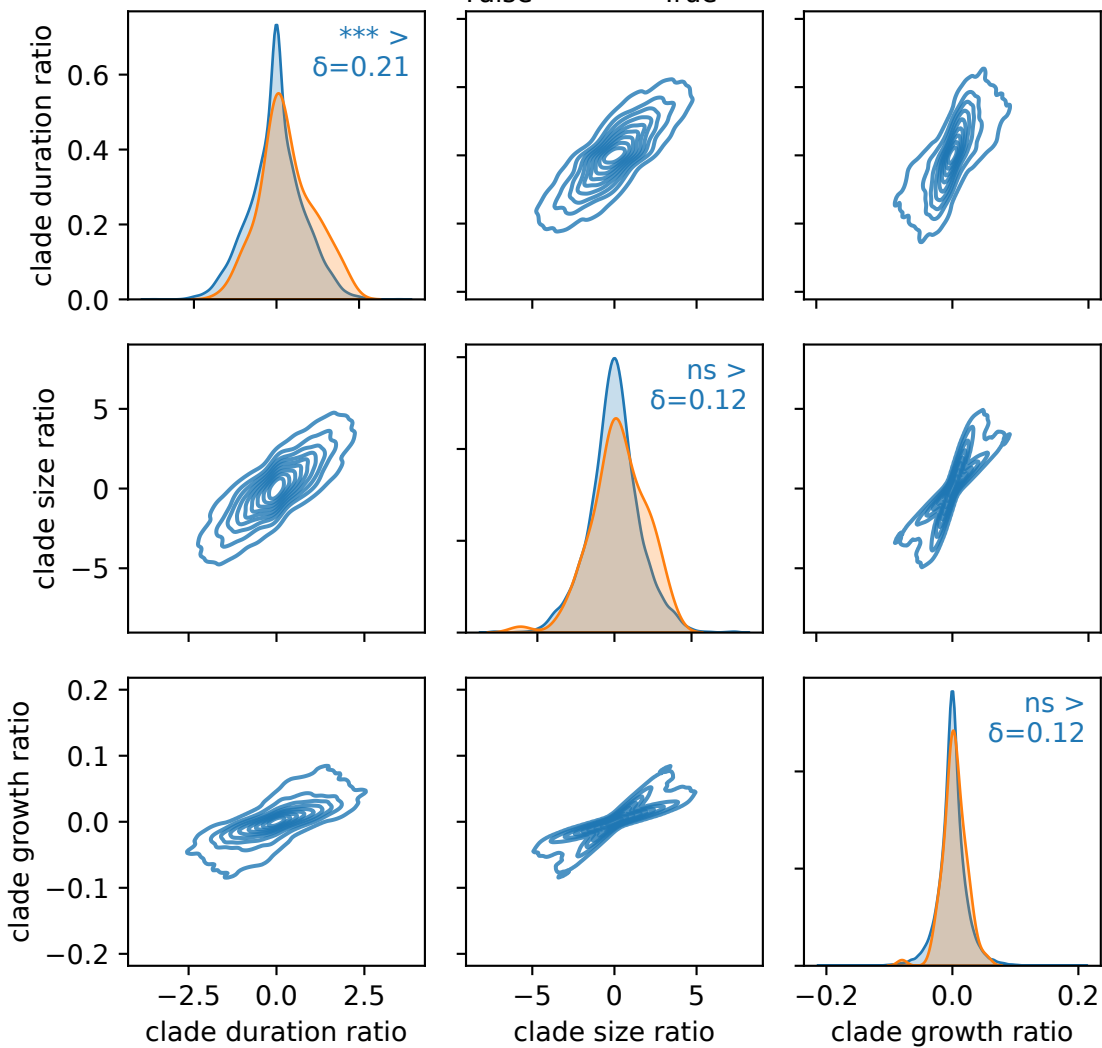 clade duration ratio
0.0
0.2
0.4
0.6
*** >
δ=0.21
clade size ratio
5
0
−5
ns >
δ=0.12
clade growth ratio
0.2
0.1
0.0
−0.1
−0.2
ns >
δ=0.12
−2.5 0.0 2.5
−5 0 5
−0.2 0.0 0.2
clade duration ratio
clade size ratio
clade growth ratio